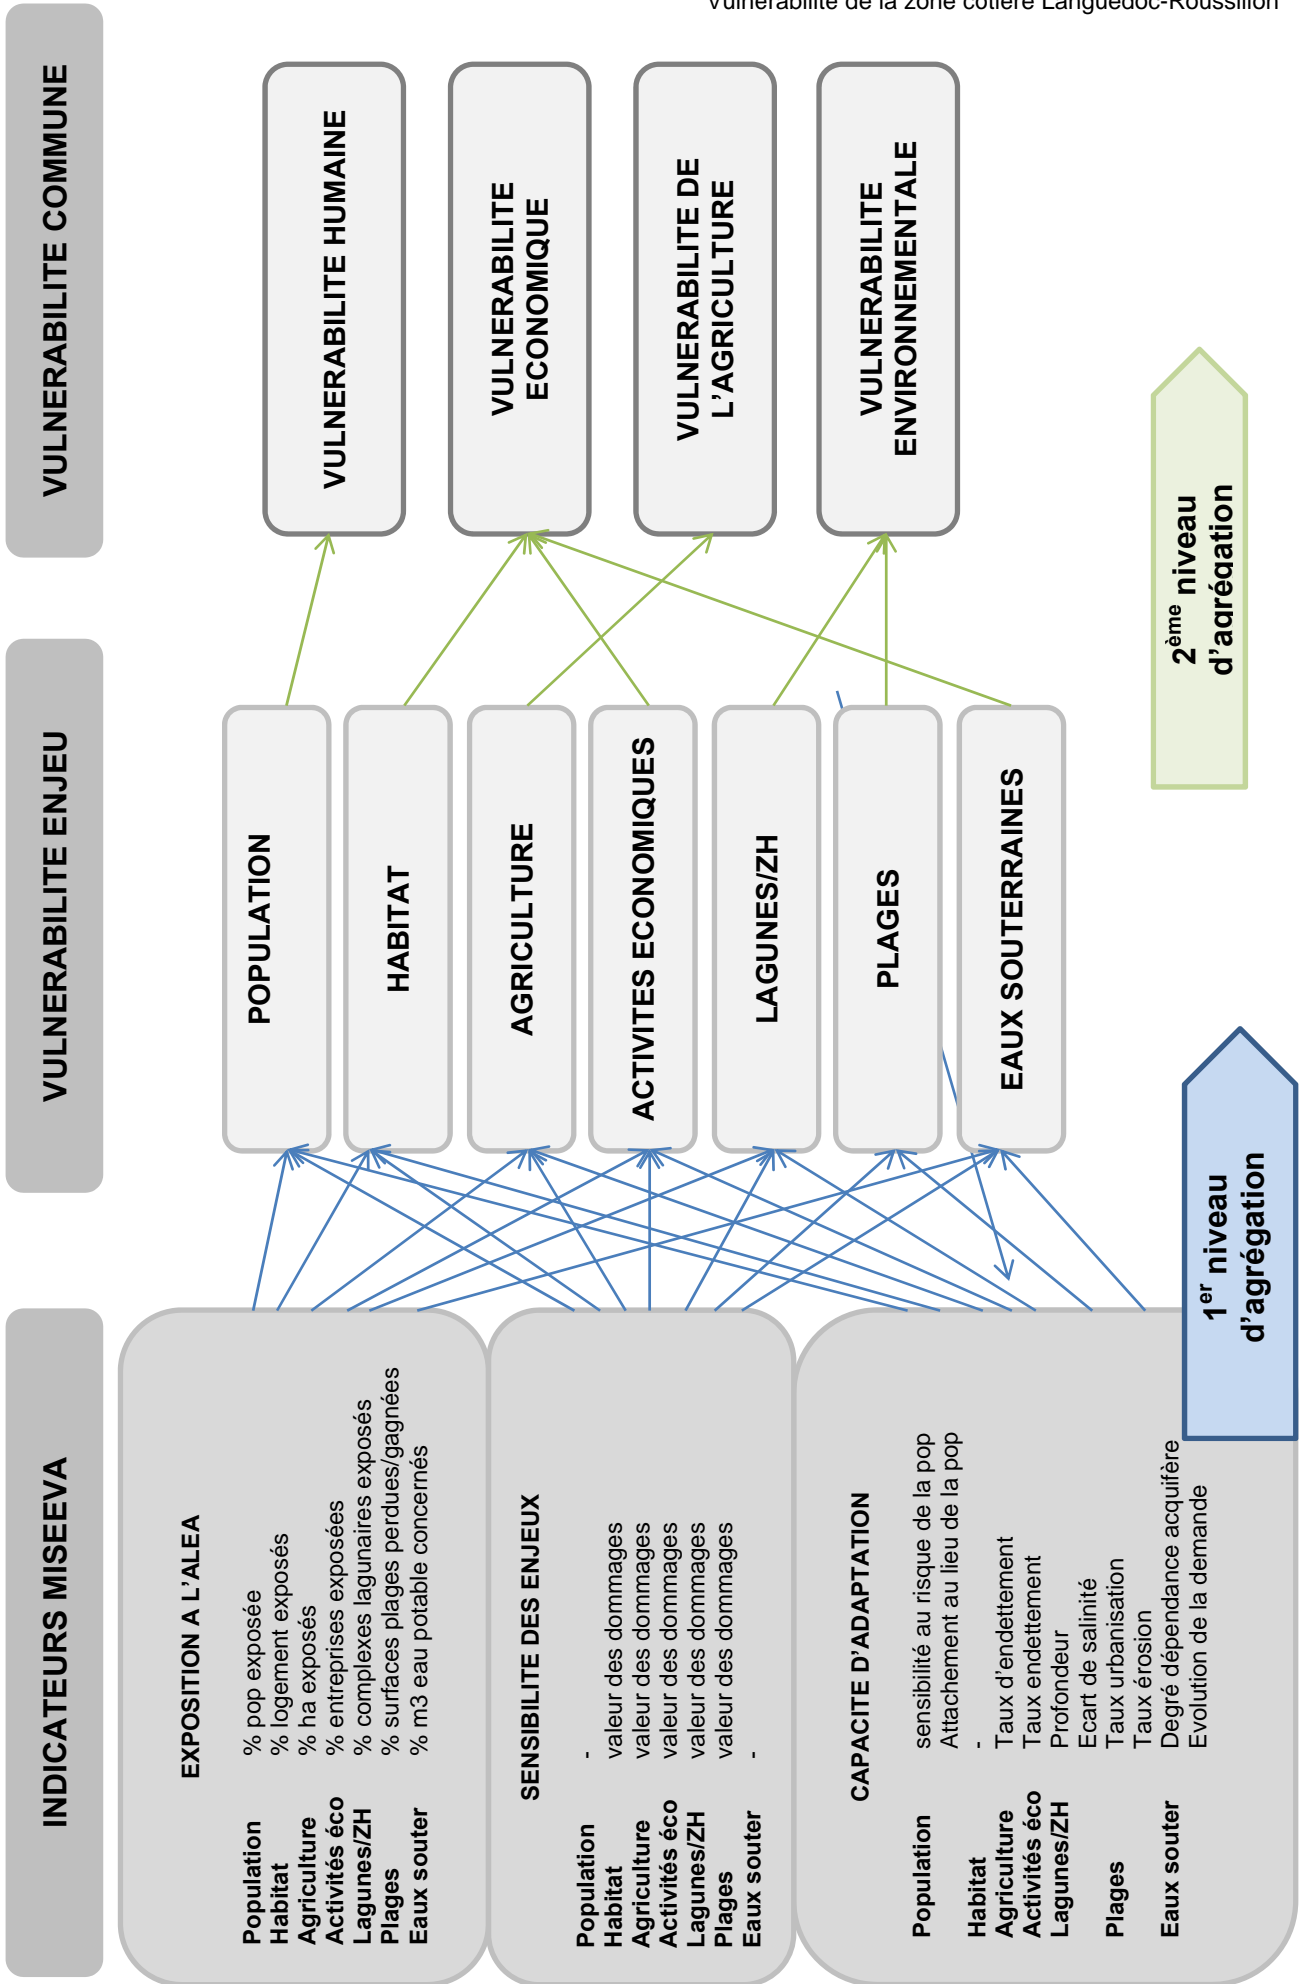 Vulnérabilité de la zone côtière Languedoc-Roussillon
INDICATEURS MISEEVA
VULNERABILITE ENJEU
VULNERABILITE COMMUNE
EXPOSITION A L'ALEA
Population % pop exposée
Habitat % logement exposés
Agriculture % ha exposés
Activités éco % entreprises exposées
Lagunes/ZH % complexes lagunaires exposés
Plages % surfaces plages perdues/gagnées
Eaux souter % m3 eau potable concernés
SENSIBILITE DES ENJEUX
Population -
Habitat valeur des dommages
Agriculture valeur des dommages
Activités éco valeur des dommages
Lagunes/ZH valeur des dommages
Plages valeur des dommages
Eaux souter -
CAPACITE D'ADAPTATION
Population sensibilité au risque de la pop
Attachement au lieu de la pop
Habitat -
Agriculture Taux d'endettement
Activités éco Taux endettement
Lagunes/ZH Profondeur
Ecart de salinité
Plages Taux urbanisation
Taux érosion
Eaux souter Degré dépendance acquifère
Evolution de la demande
POPULATION
HABITAT
AGRICULTURE
ACTIVITES ECONOMIQUES
LAGUNES/ZH
PLAGES
EAUX SOUTERRAINES
VULNERABILITE HUMAINE
VULNERABILITE
ECONOMIQUE
VULNERABILITE DE
L'AGRICULTURE
VULNERABILITE
ENVIRONNEMENTALE
1er niveau
d'agrégation
2ème niveau
d'agrégation